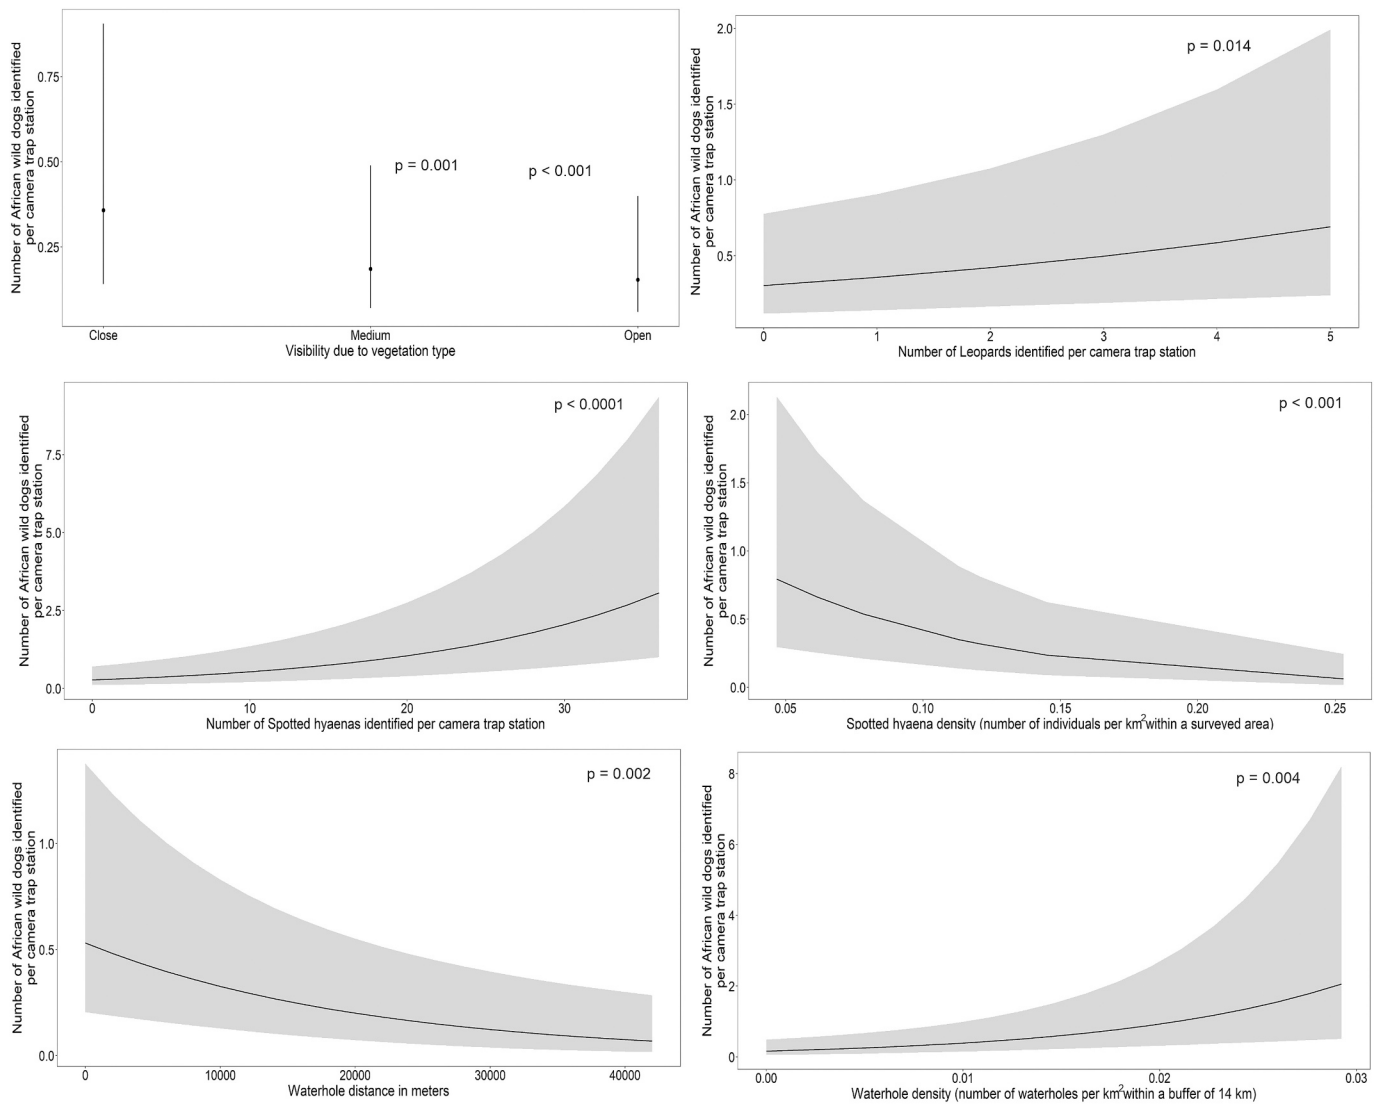 Number of African wild dogs identified
per camera trap station
0.75
0.50
0.25
p = 0.001
p < 0.001
Close
Medium
Open
Visibility due to vegetation type
Number of African wild dogs identified
per camera trap station
2.0
1.5
1.0
0.5
p = 0.014
0
1
2
3
4
5
Number of Leopards identified per camera trap station
Number of African wild dogs identified
per camera trap station
7.5
5.0
2.5
0.0
p < 0.0001
0
10
20
30
Number of Spotted hyaenas identified per camera trap station
Number of African wild dogs identified
per camera trap station
2.0
1.5
1.0
0.5
0.0
p < 0.001
0.05
0.10
0.15
0.20
0.25
Spotted hyaena density (number of individuals per km²within a surveyed area)
Number of African wild dogs identified
per camera trap station
1.0
0.5
0.0
p = 0.002
0
10000
20000
30000
40000
Waterhole distance in meters
Number of African wild dogs identified
per camera trap station
8
6
4
2
0
p = 0.004
0.00
0.01
0.02
0.03
Waterhole density (number of waterholes per km²within a buffer of 14 km)